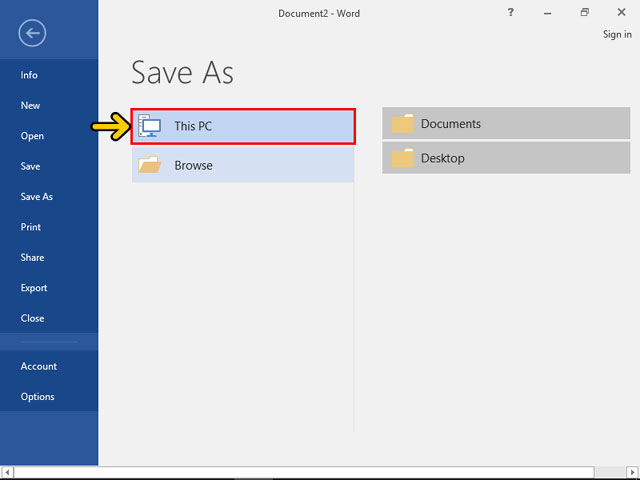 Document2 - Word
?
Sign in
Info
New
Open
Save
Save As
Print
Share
Export
Close
Account
Options
Save As
This PC
Browse
Documents
Desktop